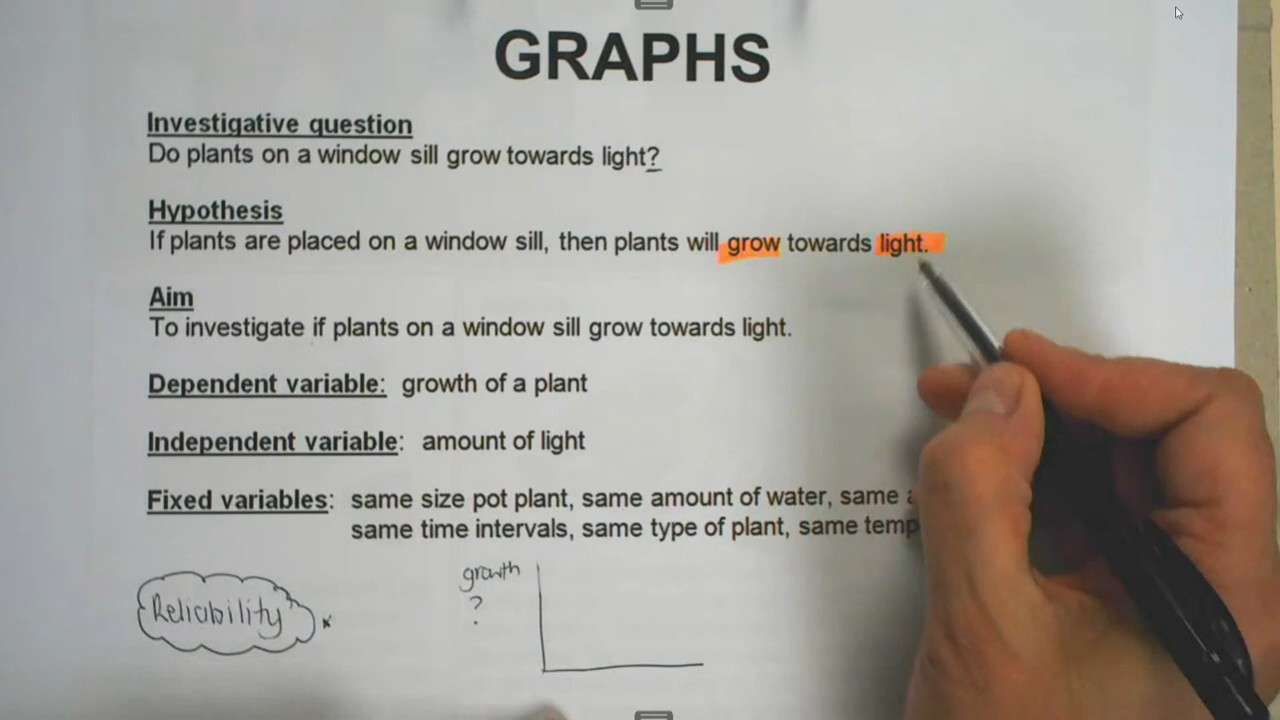 GRAPHS
Investigative question
Do plants on a window sill grow towards light?
Hypothesis
If plants are placed on a window sill, then plants will grow towards light.
Aim
To investigate if plants on a window sill grow towards light.
Dependent variable: growth of a plant
Independent variable: amount of light
Fixed variables: same size pot plant, same amount of water, same
same time intervals, same type of plant, same
growth
?
Reliability